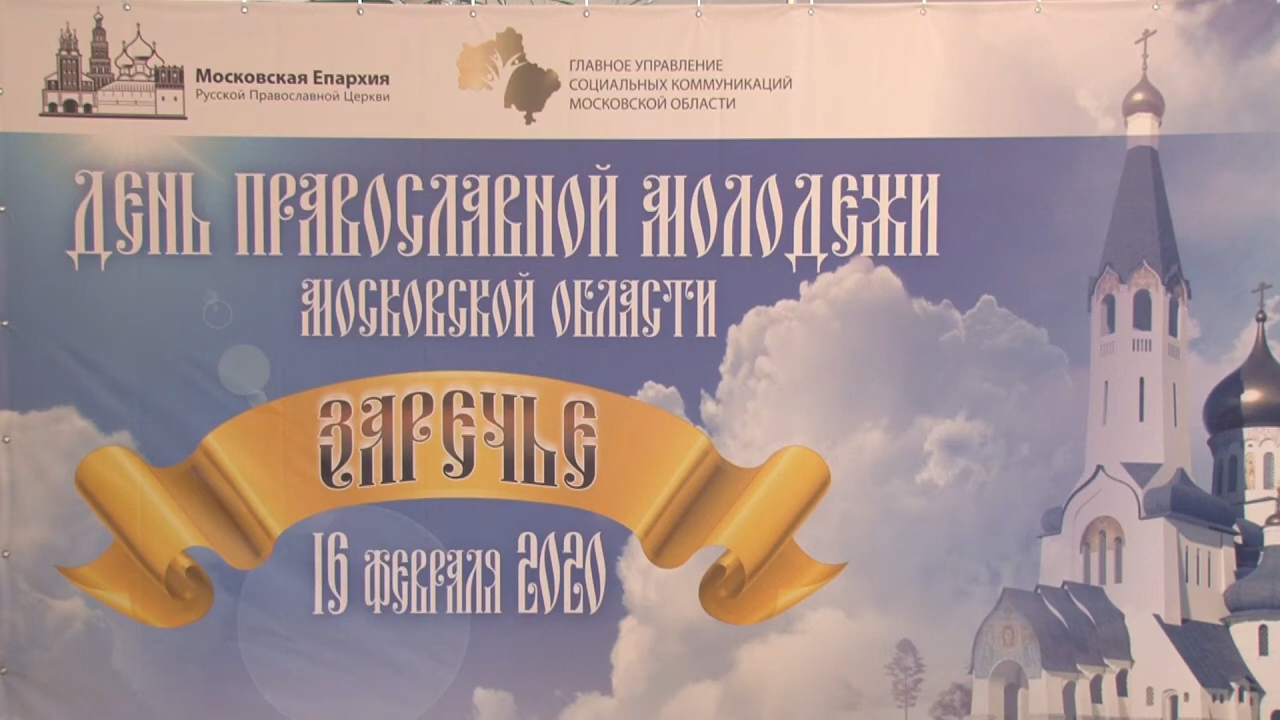 Московская Епархия
Русской Православной Церкви
ГЛАВНОЕ УПРАВЛЕНИЕ
СОЦИАЛЬНЫХ КОММУНИКАЦИЙ
МОСКОВСКОЙ ОБЛАСТИ
ДЕНЬ ПРАВОСЛАВНОЙ МОЛОДЕЖИ
МОСКОВСКОЙ ОБЛАСТИ
ЗАРЕЧЬЕ
16 ФЕВРАЛЯ 2020